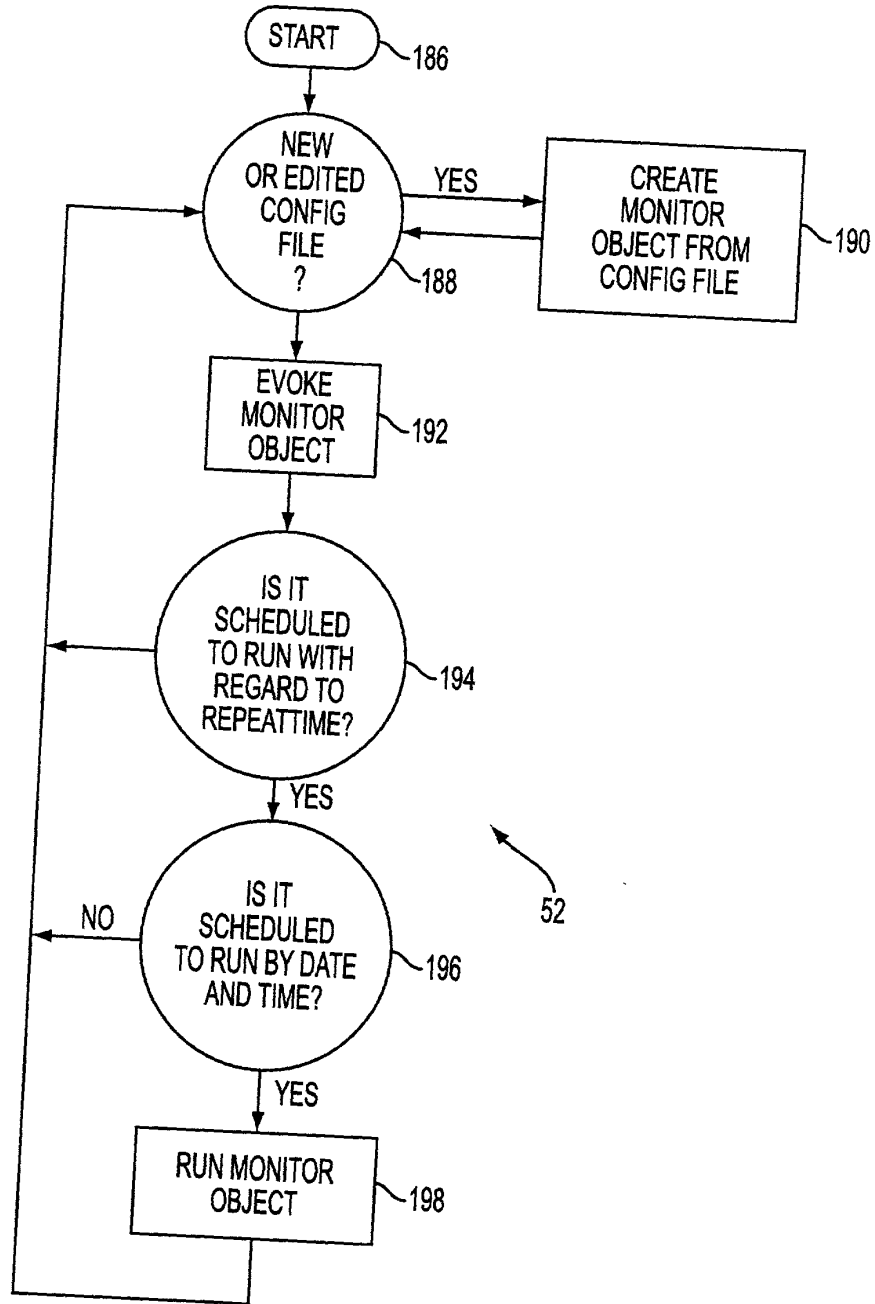 START
186
NEW
OR EDITED
CONFIG
FILE
?
188
YES
CREATE
MONITOR
OBJECT FROM
CONFIG FILE
190
EVOKE
MONITOR
OBJECT
192
IS IT
SCHEDULED
TO RUN WITH
REGARD TO
REPEATTIME?
194
YES
IS IT
SCHEDULED
TO RUN BY DATE
AND TIME?
196
NO
52
YES
RUN MONITOR
OBJECT
198